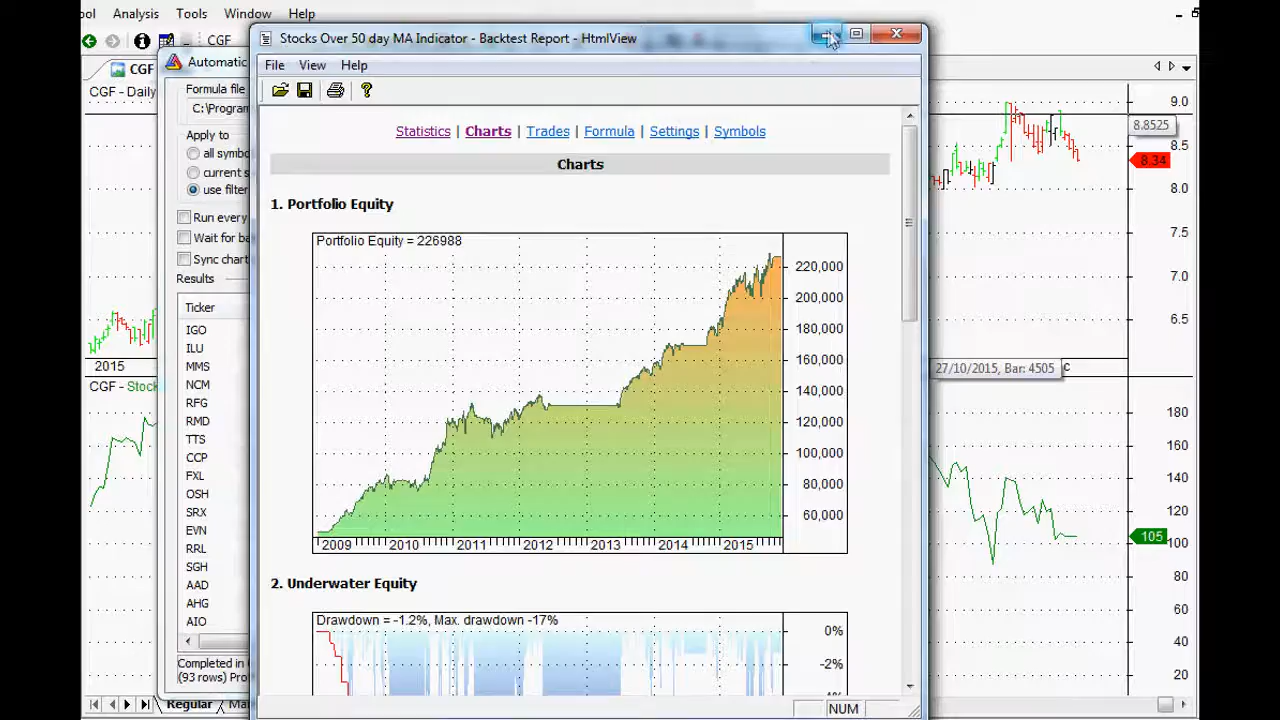 ool Analysis Tools Window Help
CGF
CGF
CGF - Daily
CGF - Stock
2015
Automatic
Formula file
C:\Program
Apply to
all symbo
current s
use filter
Run every
Wait for ba
Sync chart
Results
Ticker
IGO
ILU
MMS
NCM
RFG
RMD
TTS
CCP
FXL
OSH
SRX
EVN
RRL
SGH
AAD
AHG
AIO
Completed in
(93 rows) Pro
Regular
Stocks Over 50 day MA Indicator - Backtest Report - HtmlView
File View Help
Statistics | Charts | Trades | Formula | Settings | Symbols
Charts
1. Portfolio Equity
Portfolio Equity = 226988
220,000
200,000
180,000
160,000
140,000
120,000
100,000
80,000
60,000
2009 2010 2011 2012 2013 2014 2015
2. Underwater Equity
Drawdown = -1.2%, Max. drawdown -17%
0%
-2%
NUM
9.0
8.8525
8.5
8.34
8.0
7.5
7.0
6.5
27/10/2015, Bar: 4505
180
160
140
120
105
100
80
60
40
20